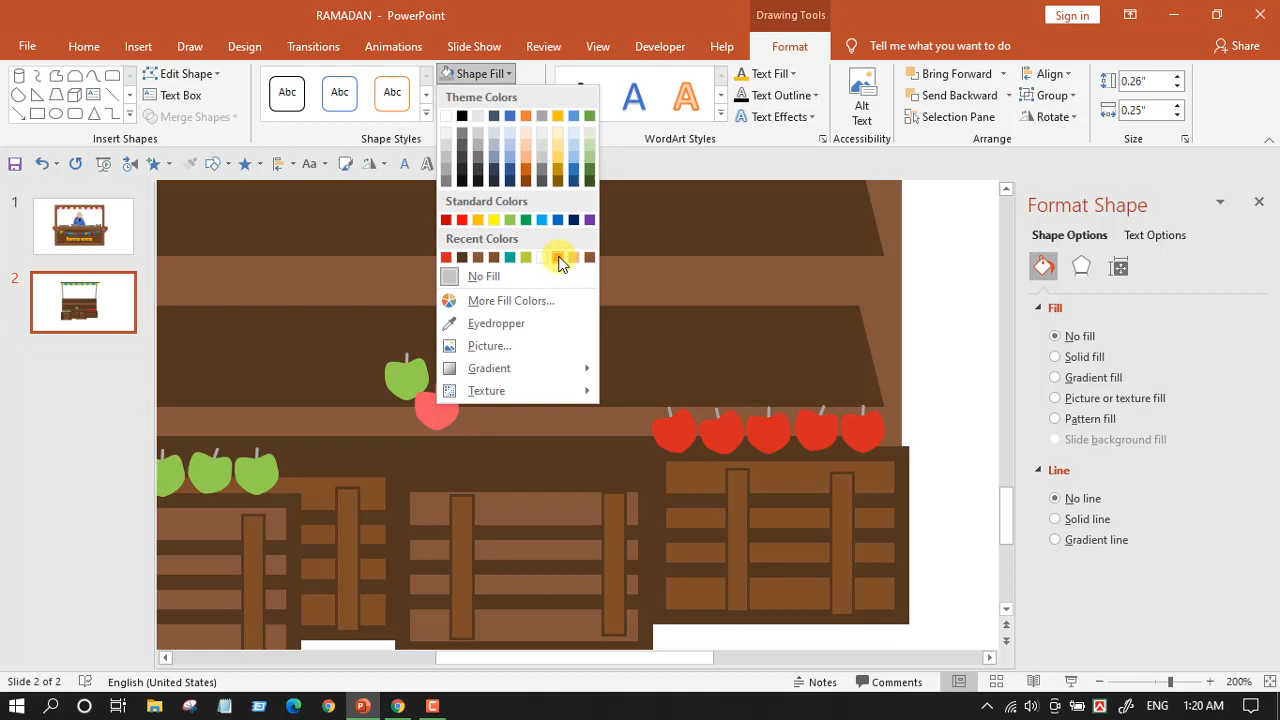 RAMADAN - PowerPoint
Drawing Tools
Sign in
File Home Insert Draw Design Transitions Animations Slide Show Review View Developer Help Format Tell me what you want to do Share
Edit Shape
Text Box
Merge Shapes
Insert Shapes
Abc Abc Abc
Shape Styles
Shape Fill
Theme Colors
Standard Colors
Recent Colors
No Fill
More Fill Colors...
Eyedropper
Picture...
Gradient
Texture
A A
WordArt Styles
Text Fill
Text Outline
Text Effects
Alt
Text
Bring Forward
Send Backward
Selection Pane
Align
Group
Rotate
Arrange
0.26"
0.25"
Size
Aa A A
1
2
Format Shape
Shape Options Text Options
Fill
No fill
Solid fill
Gradient fill
Picture or texture fill
Pattern fill
Slide background fill
Line
No line
Solid line
Gradient line
Slide 2 of 2 English (United States) Notes Comments 200%
ENG 1:20 AM